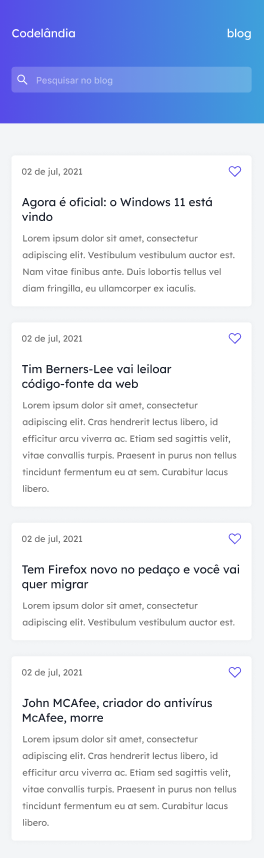 Codelândia
blog
Pesquisar no blog
02 de jul, 2021
Agora é oficial: o Windows 11 está
vindo
Lorem ipsum dolor sit amet, consectetur
adipiscing elit. Vestibulum vestibulum auctor est.
Nam vitae finibus ante. Duis lobortis tellus vel
diam fringilla, eu ullamcorper ex iaculis.
02 de jul, 2021
Tim Berners-Lee vai leiloar
código-fonte da web
Lorem ipsum dolor sit amet, consectetur
adipiscing elit. Cras hendrerit lectus libero, id
efficitur arcu viverra ac. Etiam sed sagittis velit,
vitae convallis turpis. Praesent in purus non tellus
tincidunt fermentum eu at sem. Curabitur lacus
libero.
02 de jul, 2021
Tem Firefox novo no pedaço e você vai
quer migrar
Lorem ipsum dolor sit amet, consectetur
adipiscing elit. Vestibulum vestibulum auctor est.
02 de jul, 2021
John MCAfee, criador do antivírus
McAfee, morre
Lorem ipsum dolor sit amet, consectetur
adipiscing elit. Cras hendrerit lectus libero, id
efficitur arcu viverra ac. Etiam sed sagittis velit,
vitae convallis turpis. Praesent in purus non tellus
tincidunt fermentum eu at sem. Curabitur lacus
libero.